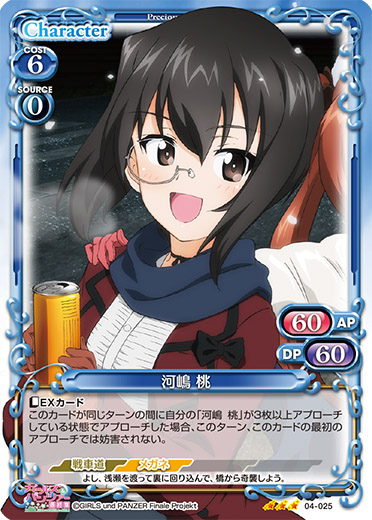 Precious
Character
COST
6
SOURCE
0
60 AP
DP 60
河嶋 桃
EXカード
このカードが同じターンの間に自分の「河嶋 桃」が3枚以上アプローチ
している状態でアプローチした場合、このターン、このカードの最初の
アプローチでは妨害されない。
戦車道 メガネ
よし、浅瀬を渡って裏に回り込んで、橋から奇襲しよう。
©GIRLS und PANZER Finale Projekt
04-025